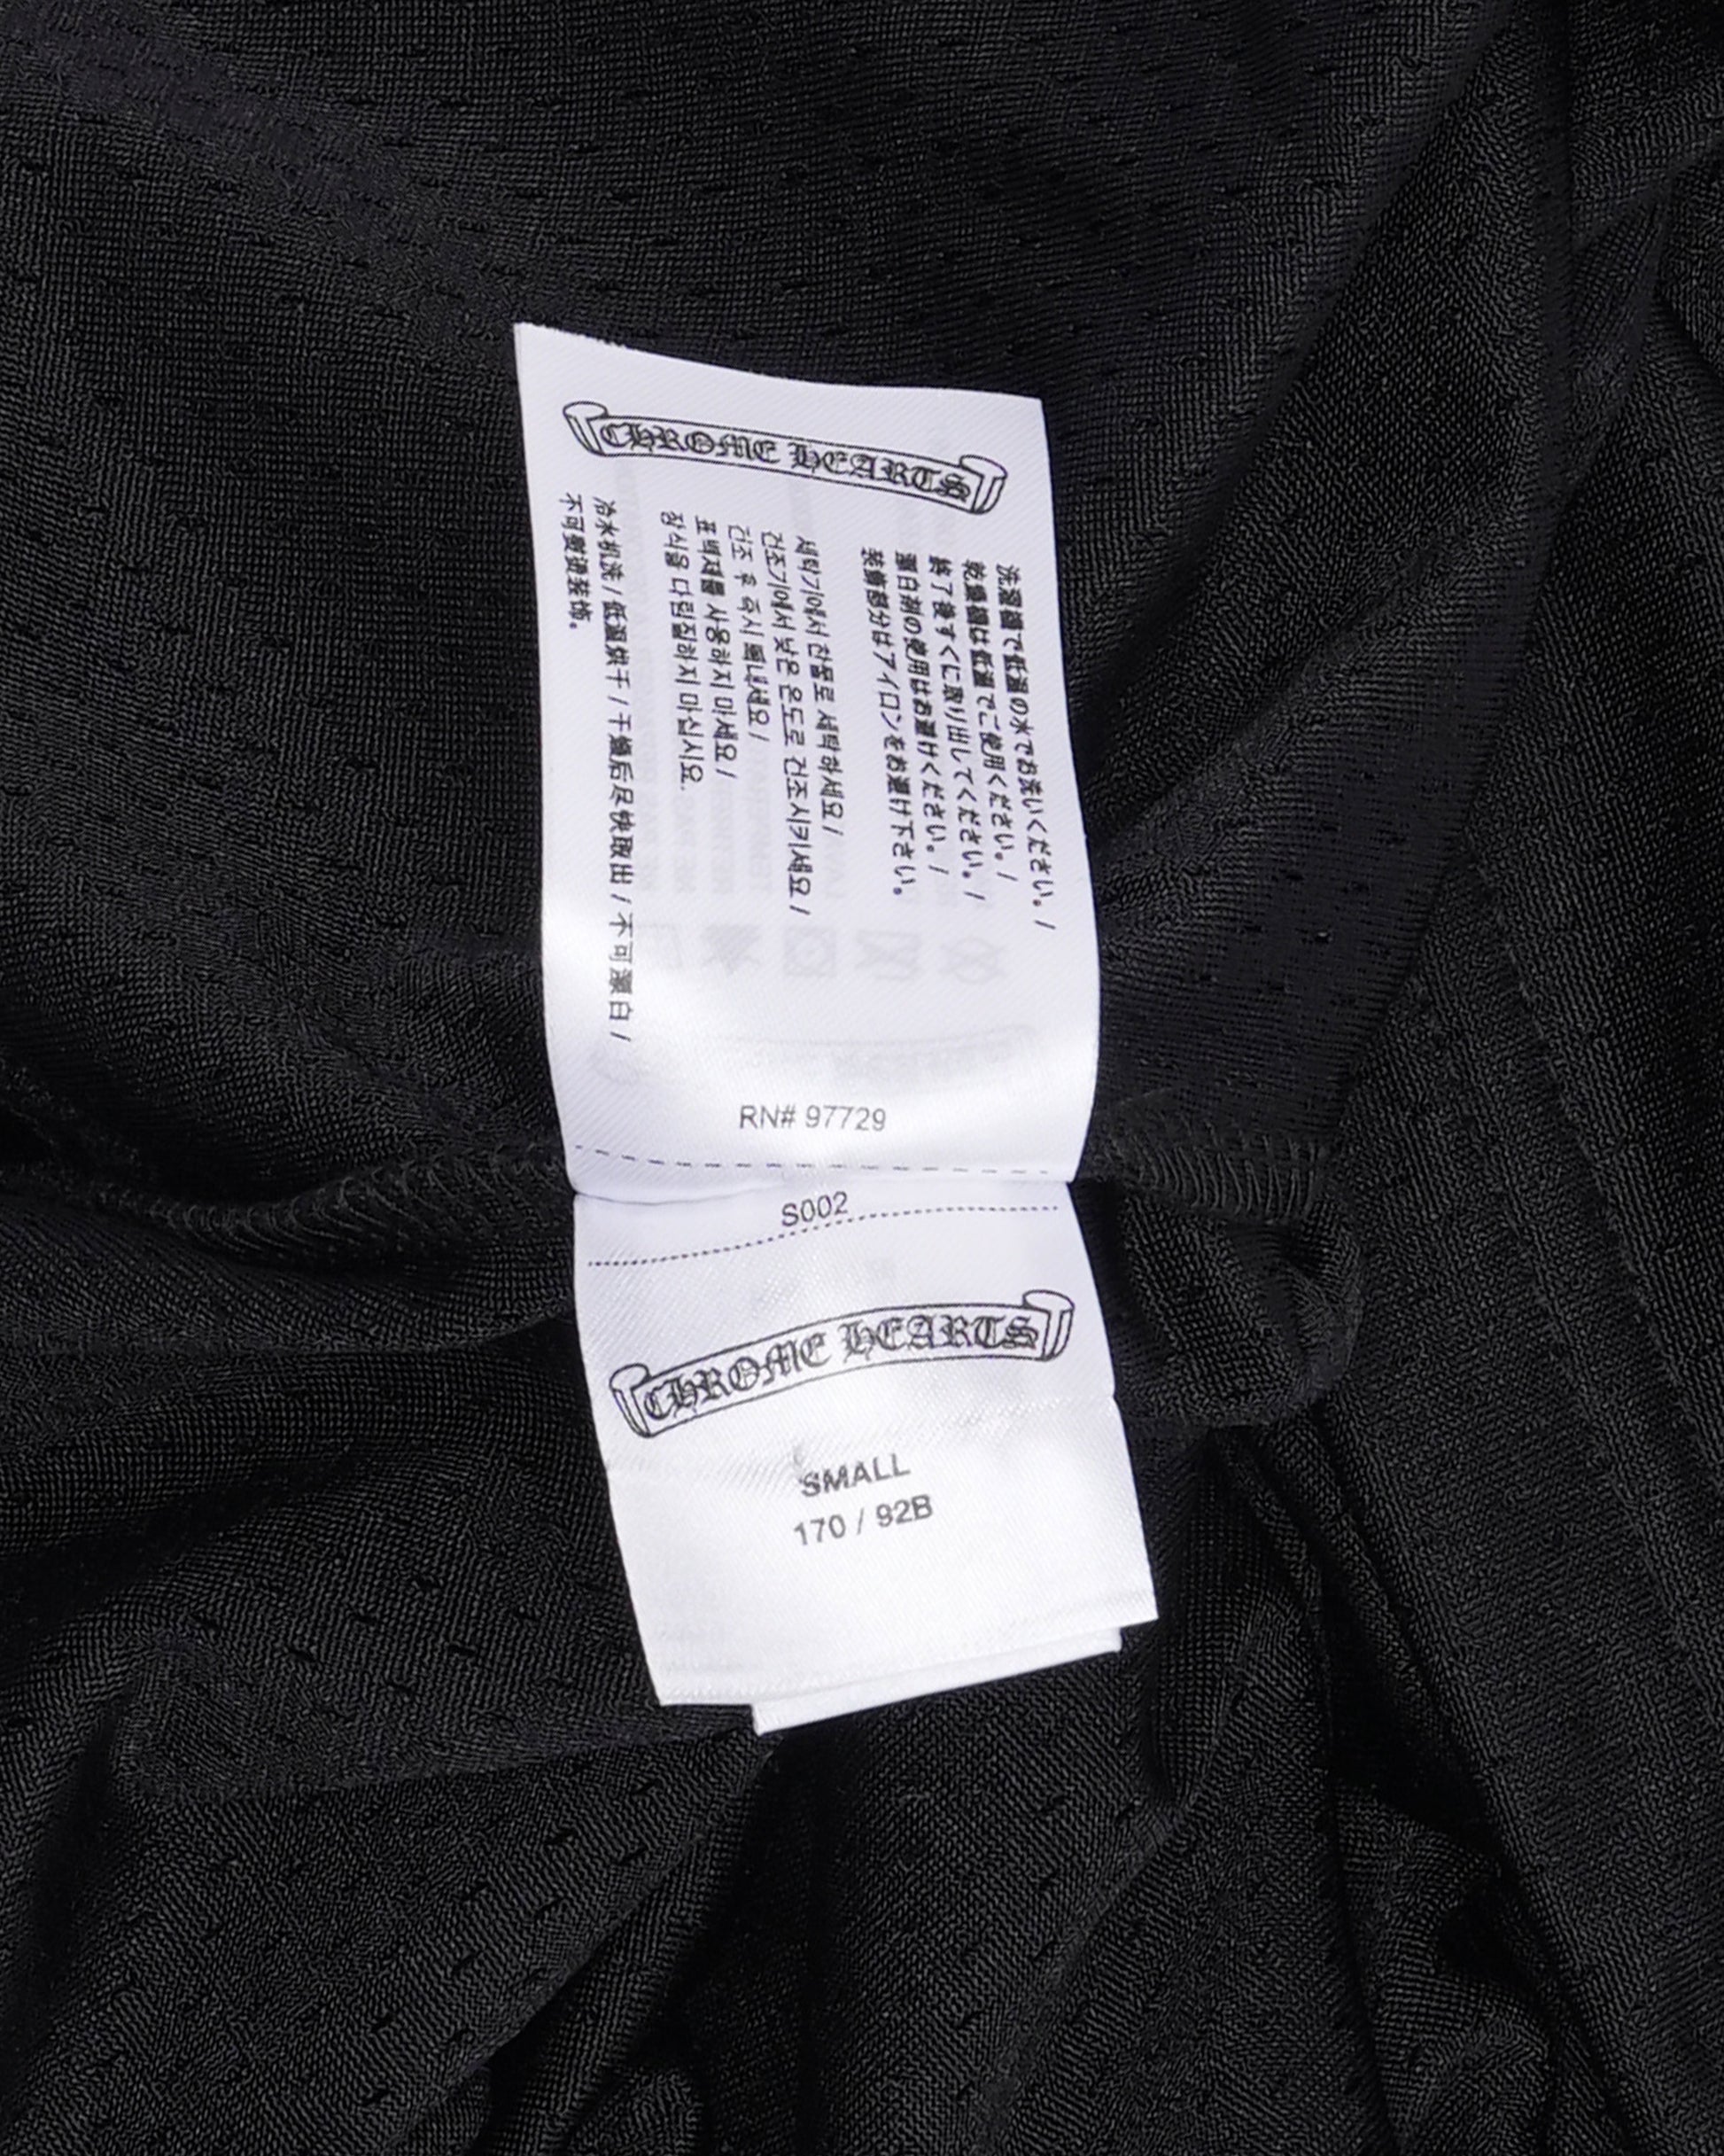 CHROME HEARTS
洗濯機で低温の水でお洗いください。/
乾燥機は低温でご使用ください。/
終了後すぐに取り出してください。/
蛋白剤の使用はお避けください。/
装飾部分はアイロンをお避け下さい。
세탁기에서 찬물로 세탁하세요 /
건조기에서 낮은 온도로 건조시키세요 /
건조 후 즉시 꺼내세요 /
표백제를 사용하지 마세요 /
장식을 다림질하지 마십시요.
冷水机洗 / 低温烘干 / 干燥后尽快取出 / 不可漂白 /
不可熨烫装饰。
RN# 97729
S002
CHROME HEARTS
SMALL
170 / 92B